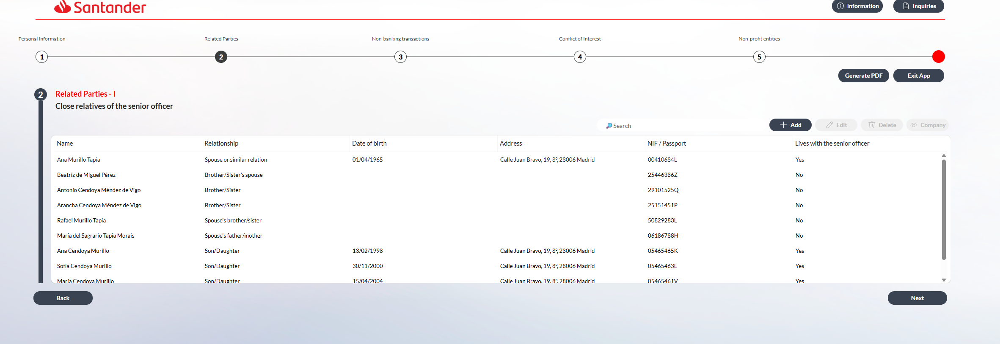 Santander
Information
Inquiries
Personal Information
Related Parties
Non-banking transactions
Conflict of Interest
Non-profit entities
1
2
3
4
5
Generate PDF
Exit App
2
Related Parties - I
Close relatives of the senior officer
Search
Add
Edit
Delete
Company
Name Relationship Date of birth Address NIF / Passport Lives with the senior officer
Ana Murillo Tapia Spouse or similar relation 01/04/1965 Calle Juan Bravo, 19, 8º, 28006 Madrid 00410684L Yes
Beatriz de Miguel Pérez Brother/Sister's spouse 25446386Z No
Antonio Cendoya Méndez de Vigo Brother/Sister 29101525Q No
Arancha Cendoya Méndez de Vigo Brother/Sister 25151451P No
Rafael Murillo Tapia Spouse's brother/sister 50829283L No
María del Sagrario Tapia Morais Spouse's father/mother 06186788H No
Ana Cendoya Murillo Son/Daughter 13/02/1998 Calle Juan Bravo, 19, 8º, 28006 Madrid 05465465K Yes
Sofía Cendoya Murillo Son/Daughter 30/11/2000 Calle Juan Bravo, 19, 8º, 28006 Madrid 05465463L Yes
María Cendoya Murillo Son/Daughter 15/04/2004 Calle Juan Bravo, 19, 8º, 28006 Madrid 05465461V Yes
Back
Next